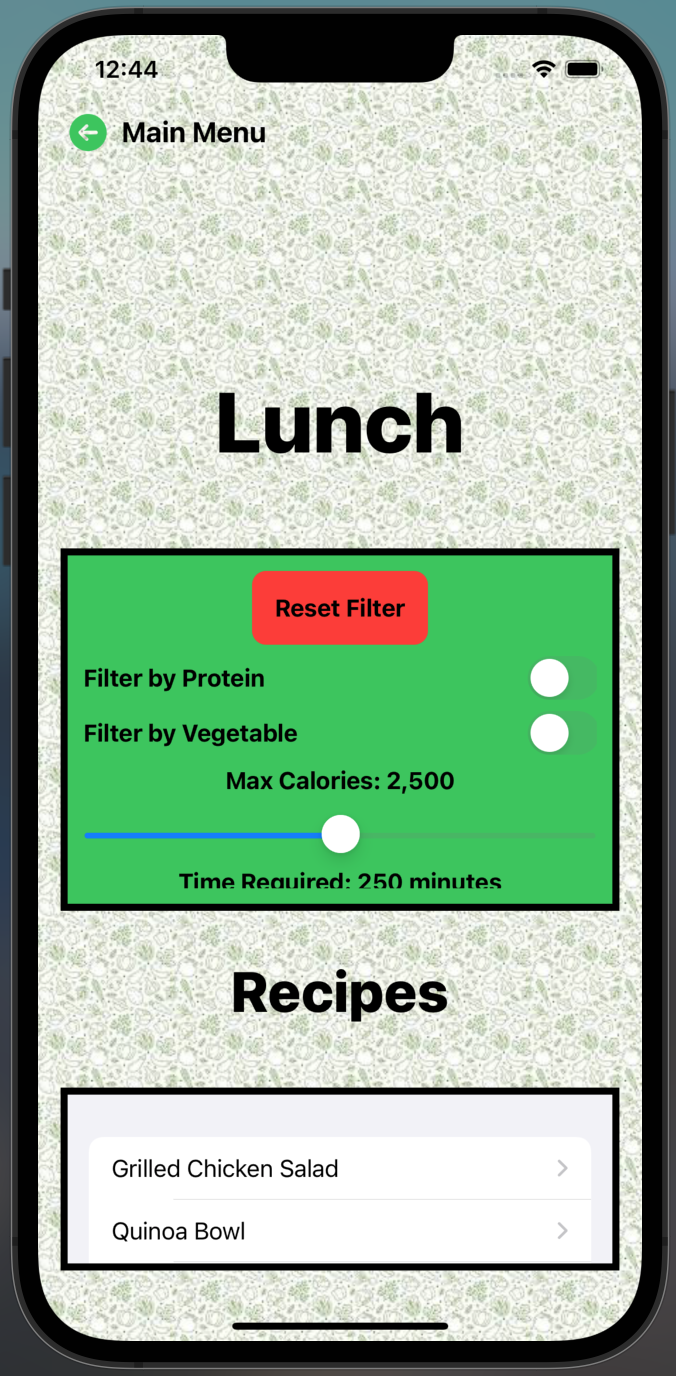 12:44
Main Menu
Lunch
Reset Filter
Filter by Protein
Filter by Vegetable
Max Calories: 2,500
Time Required: 250 minutes
Recipes
Grilled Chicken Salad
Quinoa Bowl